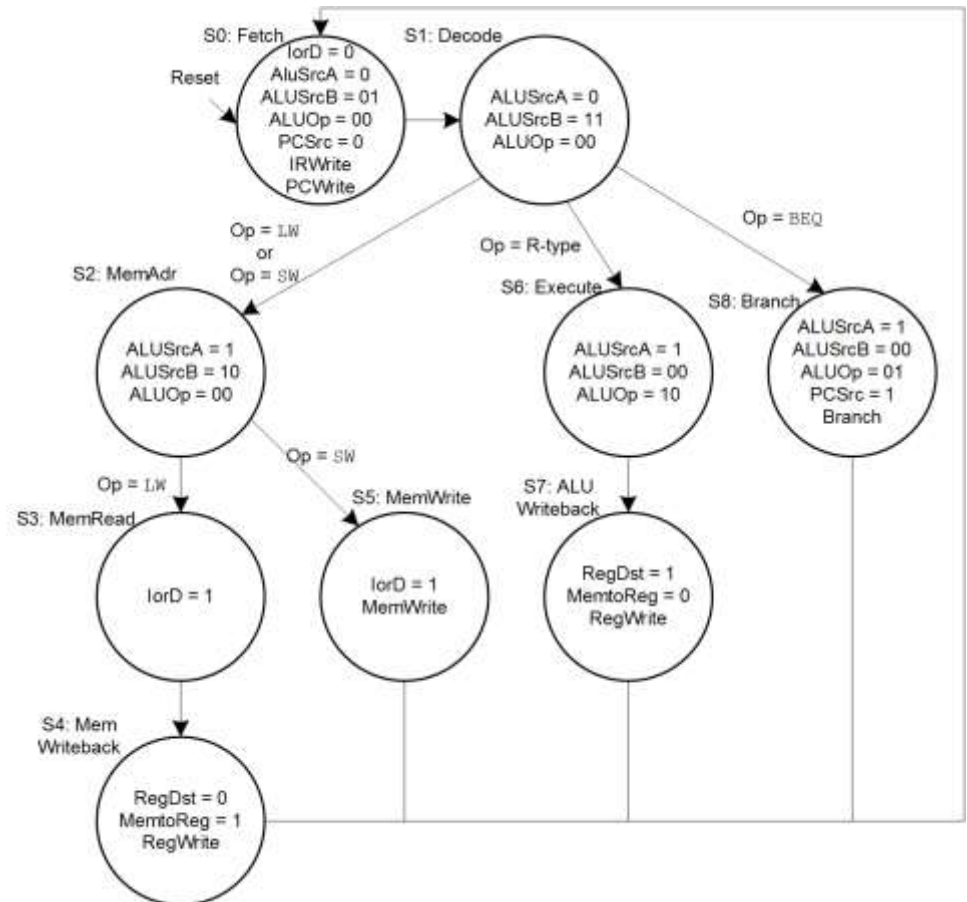 S0: Fetch
IorD = 0
AluSrcA = 0
ALUSrcB = 01
ALUOp = 00
PCSrc = 0
IRWrite
PCWrite
Reset
S1: Decode
ALUSrcA = 0
ALUSrcB = 11
ALUOp = 00
Op = LW
or
Op = SW
Op = R-type
Op = BEQ
S2: MemAdr
ALUSrcA = 1
ALUSrcB = 10
ALUOp = 00
S6: Execute
ALUSrcA = 1
ALUSrcB = 00
ALUOp = 10
S8: Branch
ALUSrcA = 1
ALUSrcB = 00
ALUOp = 01
PCSrc = 1
Branch
Op = LW
Op = SW
S3: MemRead
IorD = 1
S5: MemWrite
IorD = 1
MemWrite
S7: ALU
Writeback
RegDst = 1
MemtoReg = 0
RegWrite
S4: Mem
Writeback
RegDst = 0
MemtoReg = 1
RegWrite